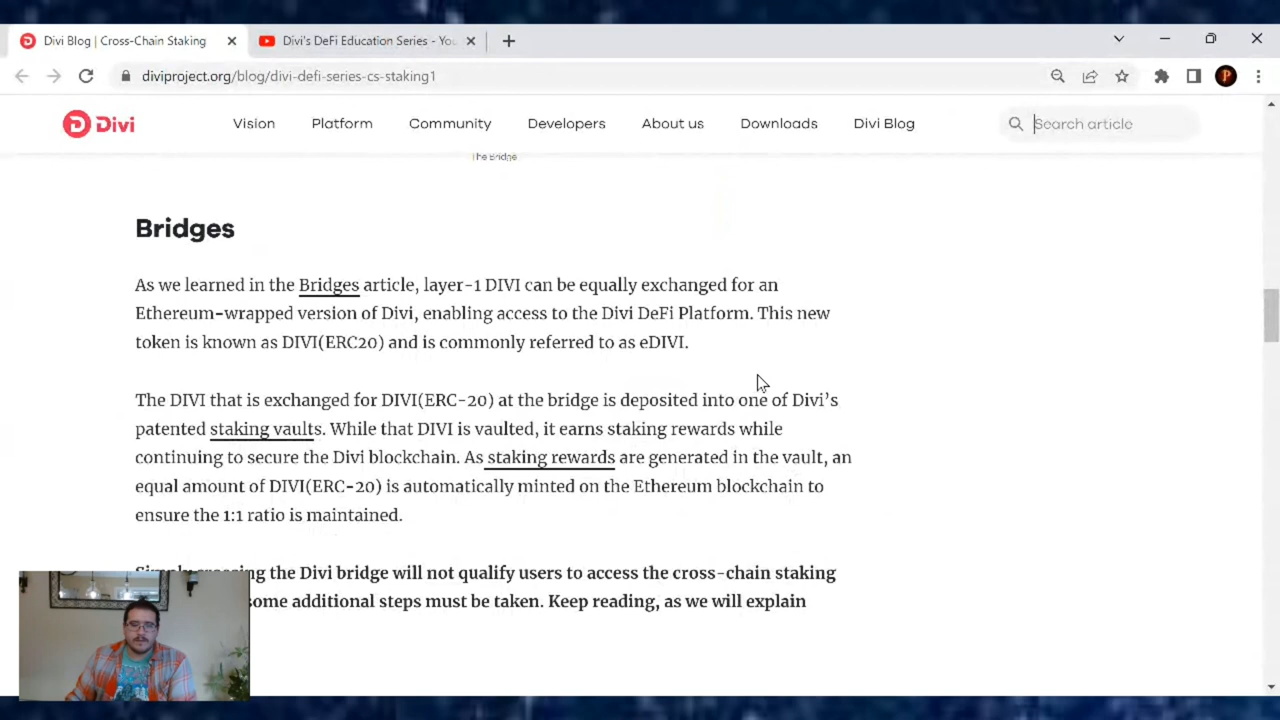 Divi Blog | Cross-Chain Staking
Divi's DeFi Education Series - You
diviproject.org/blog/divi-defi-series-cs-staking1
Divi Vision Platform Community Developers About us Downloads Divi Blog Search article
The Bridge
Bridges
As we learned in the Bridges article, layer-1 DIVI can be equally exchanged for an
Ethereum-wrapped version of Divi, enabling access to the Divi DeFi Platform. This new
token is known as DIVI(ERC20) and is commonly referred to as eDIVI.
The DIVI that is exchanged for DIVI(ERC-20) at the bridge is deposited into one of Divi's
patented staking vaults. While that DIVI is vaulted, it earns staking rewards while
continuing to secure the Divi blockchain. As staking rewards are generated in the vault, an
equal amount of DIVI(ERC-20) is automatically minted on the Ethereum blockchain to
ensure the 1:1 ratio is maintained.
the Divi bridge will not qualify users to access the cross-chain staking
some additional steps must be taken. Keep reading, as we will explain